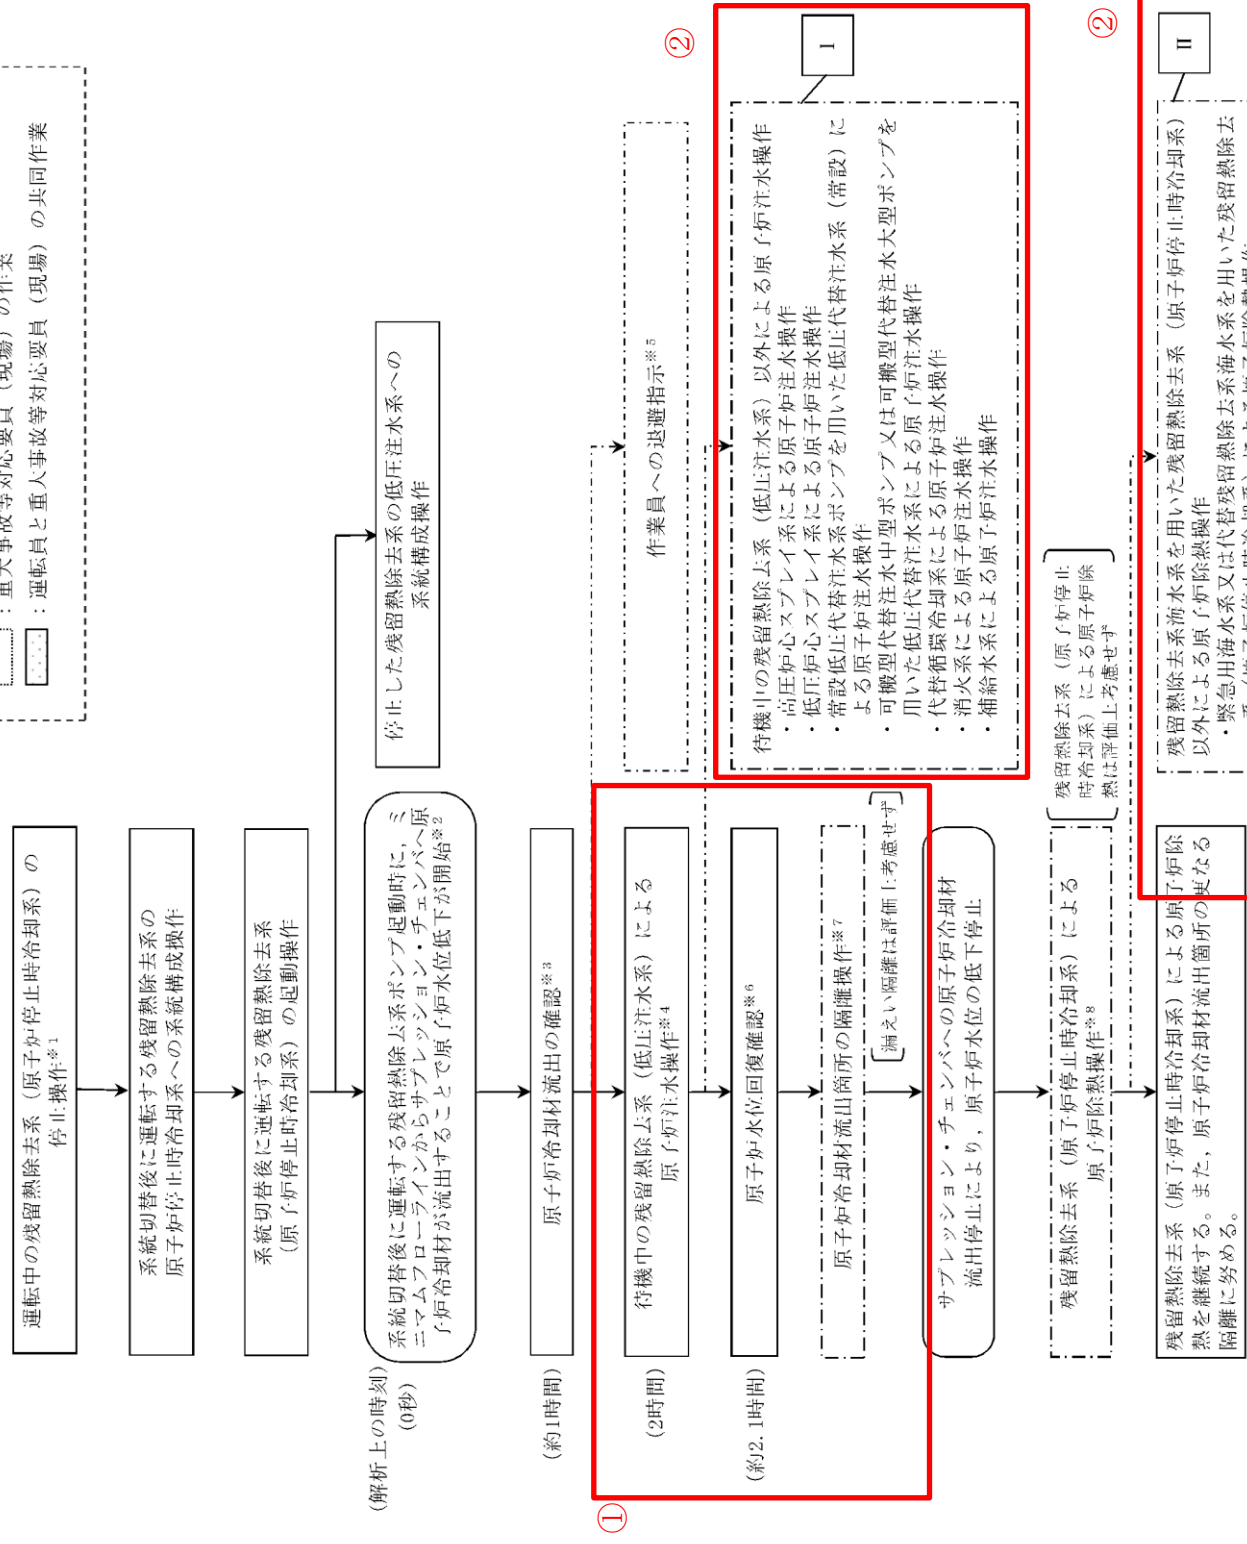 ：重大事故等対応要員（現場）の作業
：運転員と重大事故等対応要員（現場）の共同作業
運転中の残留熱除去系（原子炉停止時冷却系）の
停止操作※1
系統切替後に運転する残留熱除去系の
原子炉停止時冷却系への系統構成操作
系統切替後に運転する残留熱除去系
（原子炉停止時冷却系）の起動操作
停止した残留熱除去系の低圧注水系への
系統構成操作
(解析上の時刻)
(0秒)
系統切替後に運転する残留熱除去系ポンプ起動時に，ミ
ニマムフローラインからサプレッション・チェンバへ原
子炉冷却材が流出することで原子炉水位低下が開始※2
(約1時間)
原子炉冷却材流出の確認※3
作業員への退避指示※5
①
(2時間)
待機中の残留熱除去系（低圧注水系）による
原子炉注水操作※4
(約2.1時間)
原子炉水位回復確認※6
原子炉冷却材流出箇所の隔離操作※7
漏えい隔離は評価上考慮せず
②
Ⅰ
待機中の残留熱除去系（低圧注水系）以外による原子炉注水操作
・高圧炉心スプレイ系による原子炉注水操作
・低圧炉心スプレイ系による原子炉注水操作
・常設低圧代替注水系ポンプを用いた低圧代替注水系（常設）に
よる原子炉注水操作
・可搬型代替注水中型ポンプ又は可搬型代替注水大型ポンプを
用いた低圧代替注水系による原子炉注水操作
・代替循環冷却系による原子炉注水操作
・消火系による原子炉注水操作
・補給水系による原子炉注水操作
サプレッション・チェンバへの原子炉冷却材
流出停止により，原子炉水位の低下停止
残留熱除去系（原子炉停止時冷却系）による
原子炉除熱操作※8
残留熱除去系（原子炉停止
時冷却系）による原子炉除
熱は評価上考慮せず
残留熱除去系（原子炉停止時冷却系）による原子炉除
熱を継続する。また，原子炉冷却材流出箇所の更なる
隔離に努める。
②
Ⅱ
残留熱除去系海水系を用いた残留熱除去系（原子炉停止時冷却系）
以外による原子炉除熱操作
・緊急用海水系又は代替残留熱除去系海水系を用いた残留熱除去
系（原子炉停止時冷却系）による原子炉除熱操作